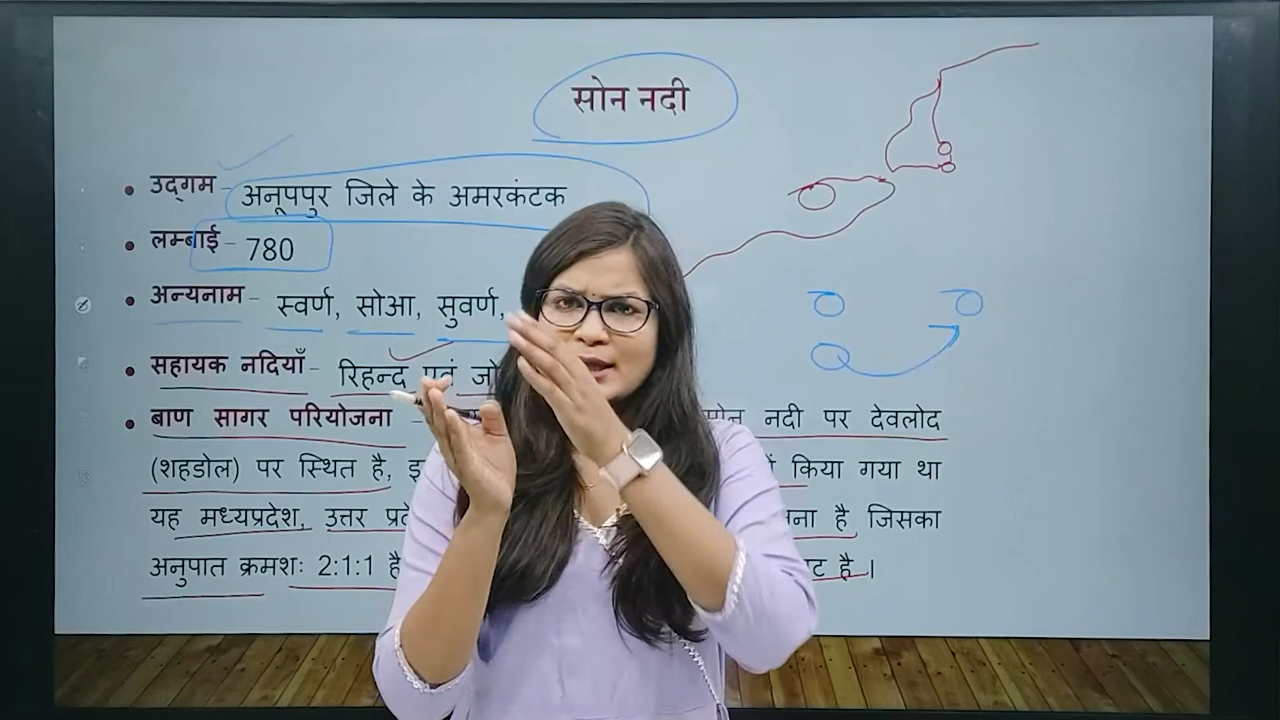 सोन नदी
• उद्गम – अनूपपुर जिले के अमरकंटक
• लम्बाई – 780
• अन्यनाम – स्वर्ण, सोआ, सुवर्ण,
• सहायक नदियाँ – रिहन्द एवं
• बाण सागर परियोजना – सोन नदी पर देवलोद
(शहडोल) पर स्थित है, किया गया था
यह मध्यप्रदेश, उत्तर है जिसका
अनुपात क्रमशः 2:1:1 है ।